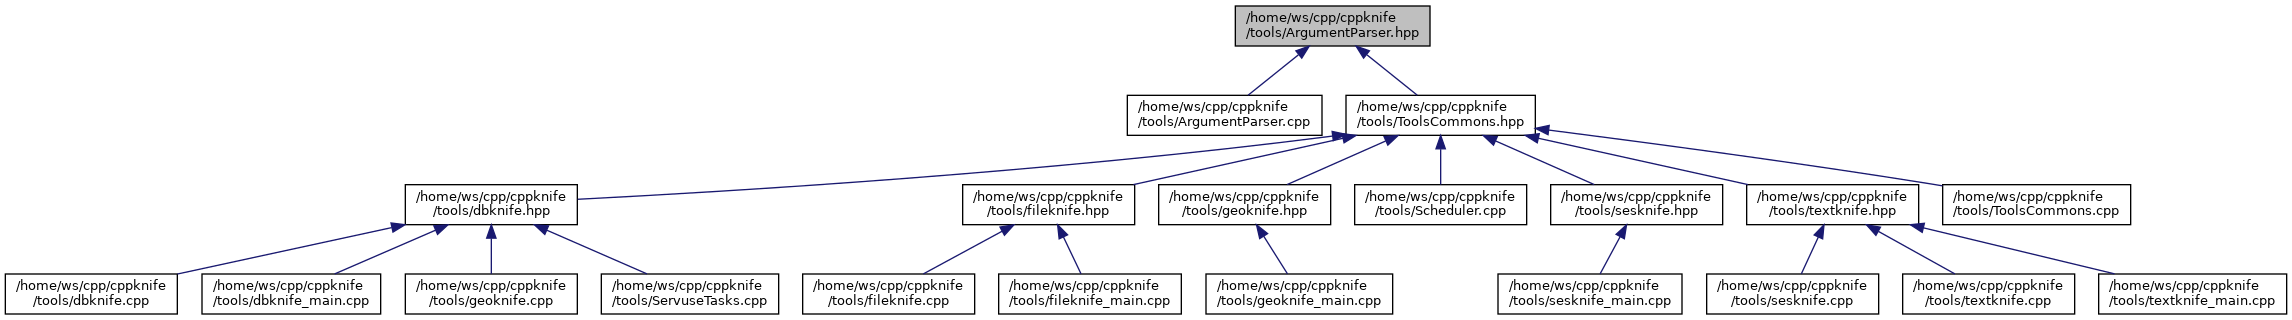 /home/ws/cpp/cppknife
/tools/ArgumentParser.hpp
/home/ws/cpp/cppknife
/tools/ArgumentParser.cpp
/home/ws/cpp/cppknife
/tools/ToolsCommons.hpp
/home/ws/cpp/cppknife
/tools/dbknife.hpp
/home/ws/cpp/cppknife
/tools/fileknife.hpp
/home/ws/cpp/cppknife
/tools/geoknife.hpp
/home/ws/cpp/cppknife
/tools/Scheduler.cpp
/home/ws/cpp/cppknife
/tools/sesknife.hpp
/home/ws/cpp/cppknife
/tools/textknife.hpp
/home/ws/cpp/cppknife
/tools/ToolsCommons.cpp
/home/ws/cpp/cppknife
/tools/dbknife.cpp
/home/ws/cpp/cppknife
/tools/dbknife_main.cpp
/home/ws/cpp/cppknife
/tools/geoknife.cpp
/home/ws/cpp/cppknife
/tools/ServuseTasks.cpp
/home/ws/cpp/cppknife
/tools/fileknife.cpp
/home/ws/cpp/cppknife
/tools/fileknife_main.cpp
/home/ws/cpp/cppknife
/tools/geoknife_main.cpp
/home/ws/cpp/cppknife
/tools/sesknife_main.cpp
/home/ws/cpp/cppknife
/tools/sesknife.cpp
/home/ws/cpp/cppknife
/tools/textknife.cpp
/home/ws/cpp/cppknife
/tools/textknife_main.cpp